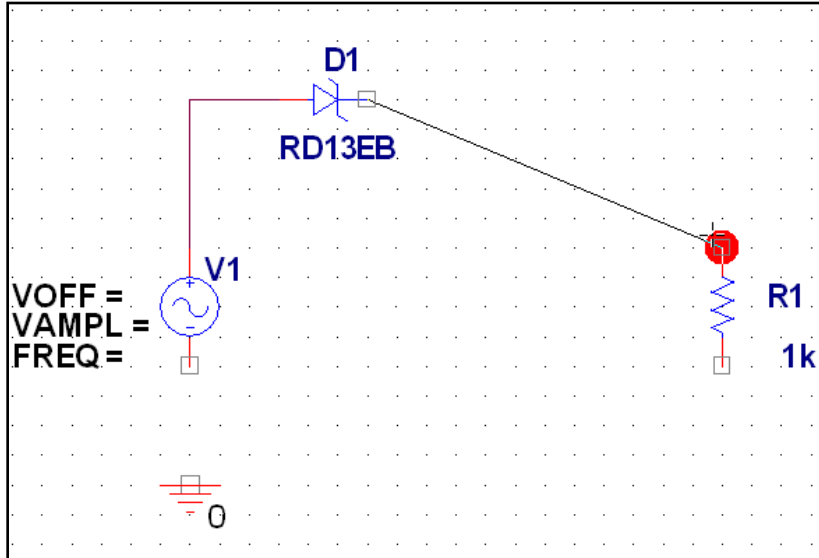 D1
RD13EB
V1
VOFF =
VAMPL =
FREQ =
R1
1k
0